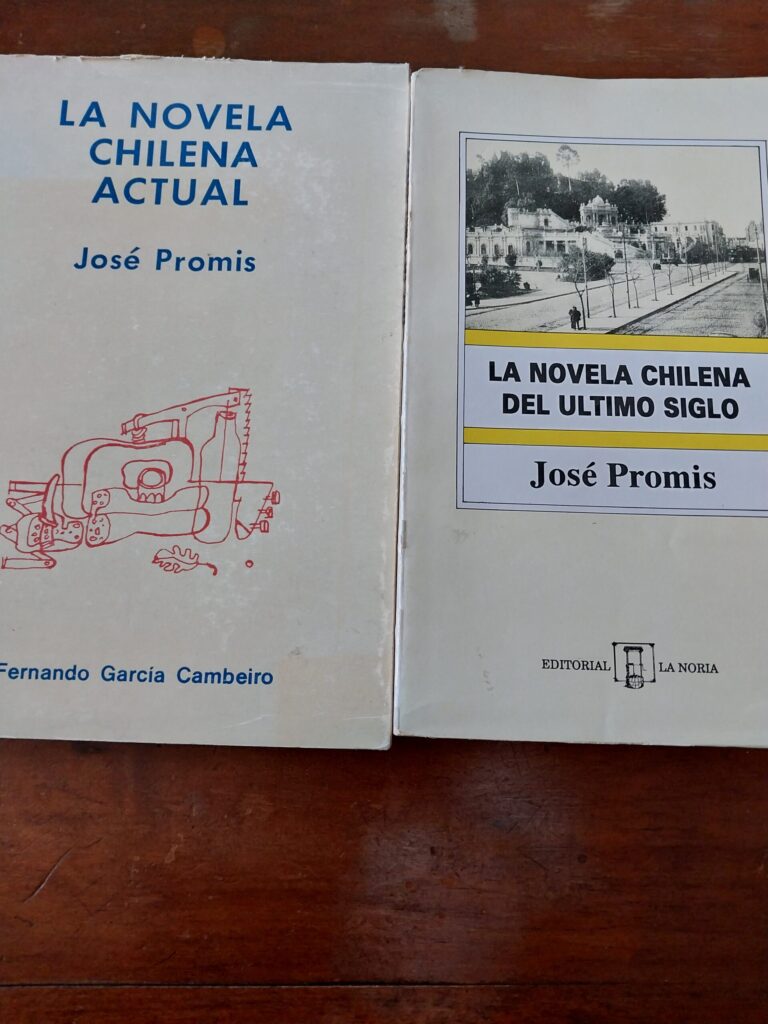 LA NOVELA
CHILENA
ACTUAL
José Promis
Fernando García Cambeiro
LA NOVELA CHILENA
DEL ULTIMO SIGLO
José Promis
EDITORIAL LA NORIA